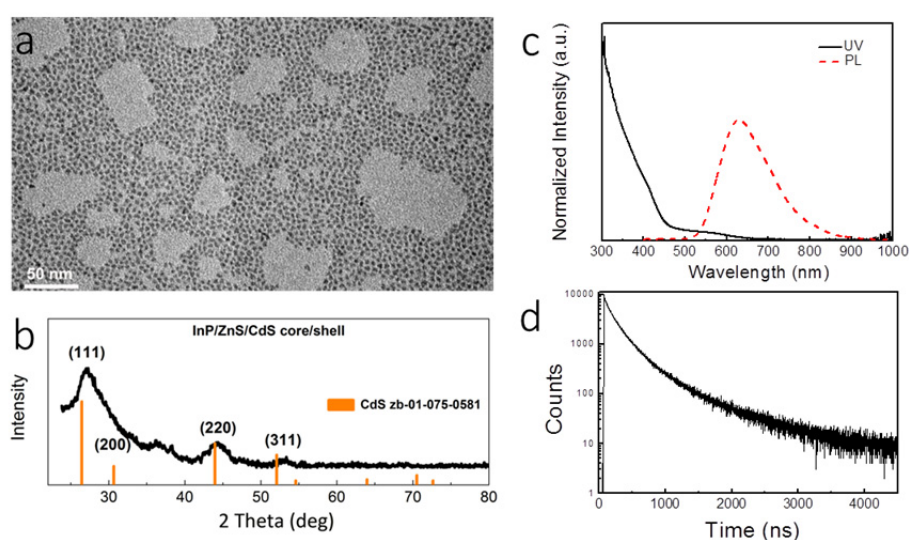 a
50 nm
b
InP/ZnS/CdS core/shell
(111)
(200)
(220)
(311)
CdS zb-01-075-0581
Intensity
30 40 50 60 70 80
2 Theta (deg)
c
UV
PL
Normalized Intensity (a.u.)
300 400 500 600 700 800 900 1000
Wavelength (nm)
d
10000
1000
100
10
1
Counts
0 1000 2000 3000 4000
Time (ns)